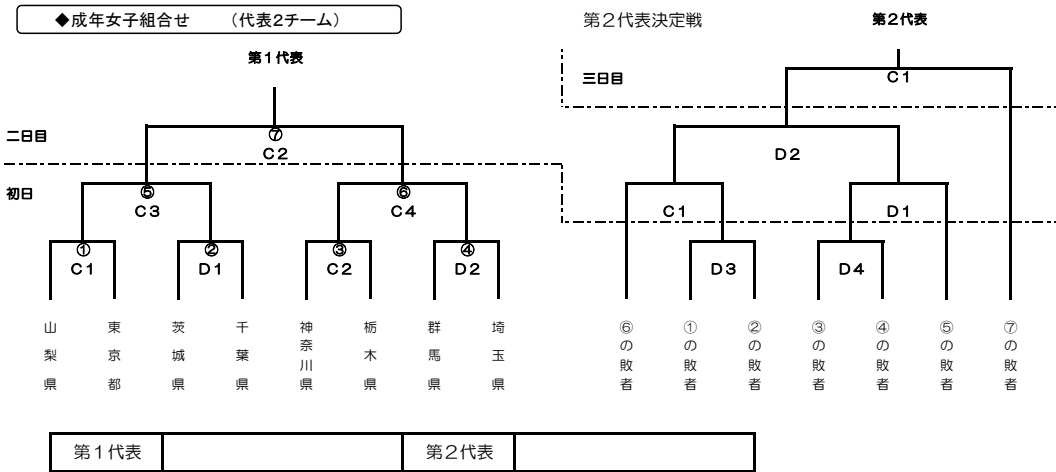 ◆成年女子組合せ　（代表2チーム）
第１代表
二日目
⑦
C2
初日
⑤
C3
⑥
C4
①
C1
②
D1
③
C2
④
D2
山梨県
東京都
茨城県
千葉県
神奈川県
栃木県
群馬県
埼玉県
第２代表決定戦
第２代表
三日目
C1
D2
C1
D1
D3
D4
⑥の敗者
①の敗者
②の敗者
③の敗者
④の敗者
⑤の敗者
⑦の敗者
第１代表
第２代表